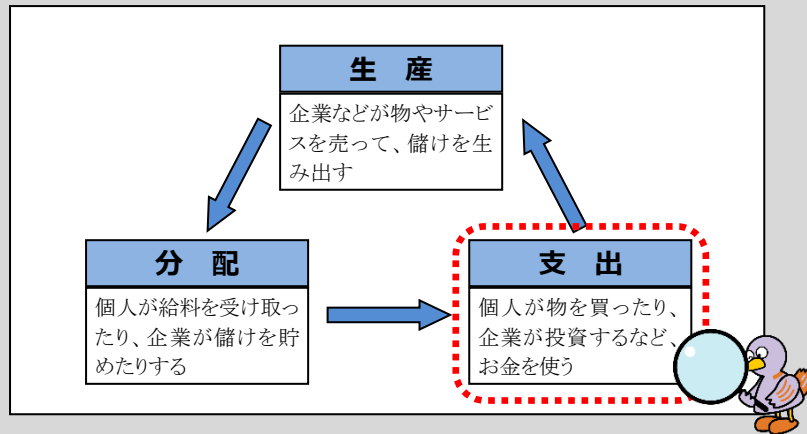 生　産
企業などが物やサービ
スを売って、儲けを生
み出す
分　配
個人が給料を受け取っ
たり、企業が儲けを貯
めたりする
支　出
個人が物を買ったり、
企業が投資するなど、
お金を使う